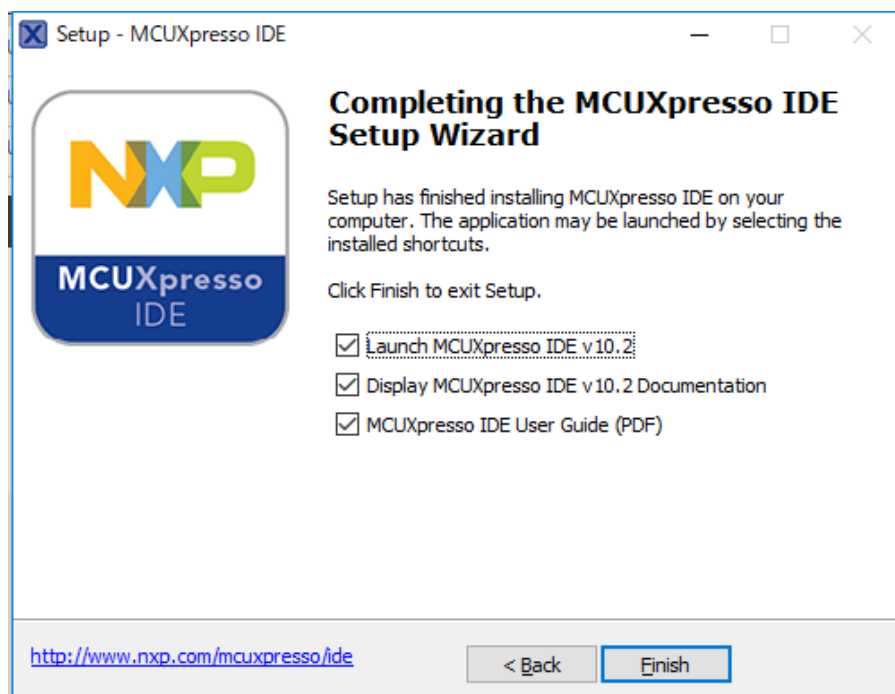 Setup - MCUXpresso IDE
NXP
MCUXpresso
IDE
Completing the MCUXpresso IDE
Setup Wizard
Setup has finished installing MCUXpresso IDE on your
computer. The application may be launched by selecting the
installed shortcuts.
Click Finish to exit Setup.
Launch MCUXpresso IDE v10.2
Display MCUXpresso IDE v10.2 Documentation
MCUXpresso IDE User Guide (PDF)
http://www.nxp.com/mcuxpresso/ide
< Back
Finish